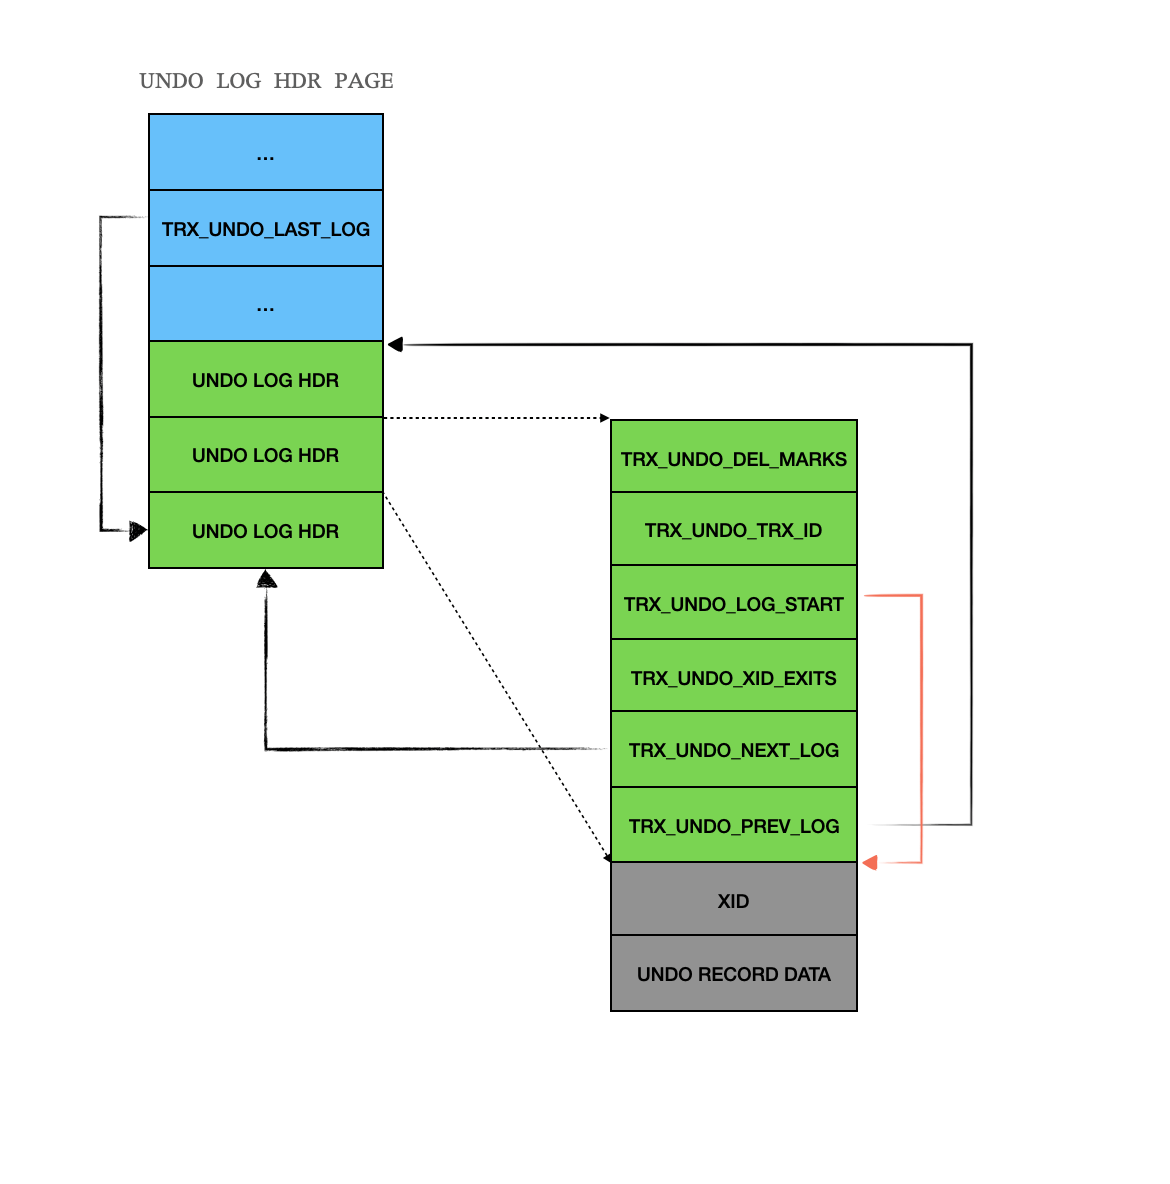 UNDO LOG HDR PAGE
...
TRX_UNDO_LAST_LOG
...
UNDO LOG HDR
UNDO LOG HDR
UNDO LOG HDR
TRX_UNDO_DEL_MARKS
TRX_UNDO_TRX_ID
TRX_UNDO_LOG_START
TRX_UNDO_XID_EXITS
TRX_UNDO_NEXT_LOG
TRX_UNDO_PREV_LOG
XID
UNDO RECORD DATA